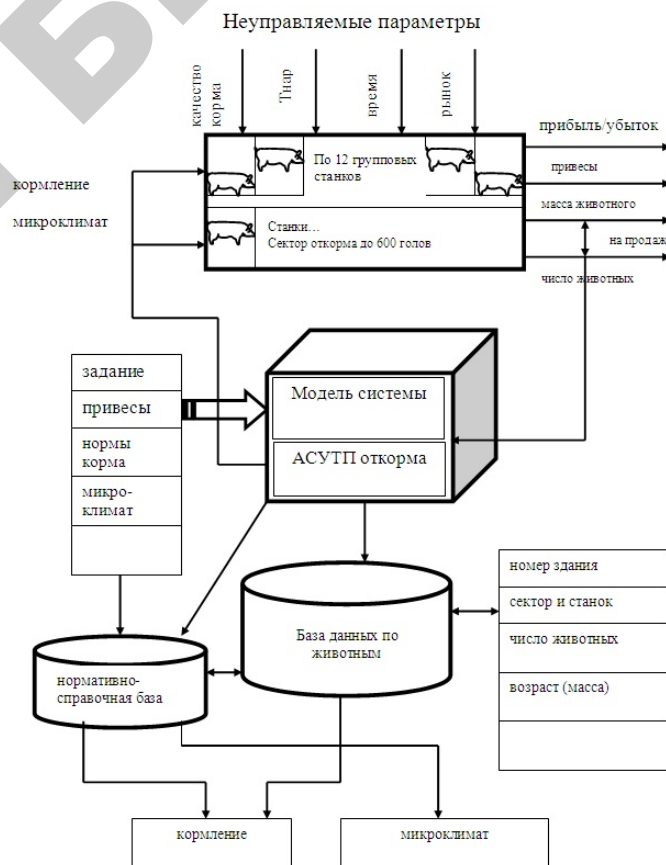 Неуправляемые параметры
качество
корма
Тнар
время
рынок
прибыль/убыток
По 12 групповых
станков
привесы
кормление
масса животного
микроклимат
Станки...
Сектор откорма до 600 голов
на продаж
число животных
задание
Модель системы
привесы
нормы
корма
АСУТП откорма
микро-
климат
номер здания
сектор и станок
База данных по
животным
число животных
нормативно-
справочная база
возраст (масса)
кормление
микроклимат